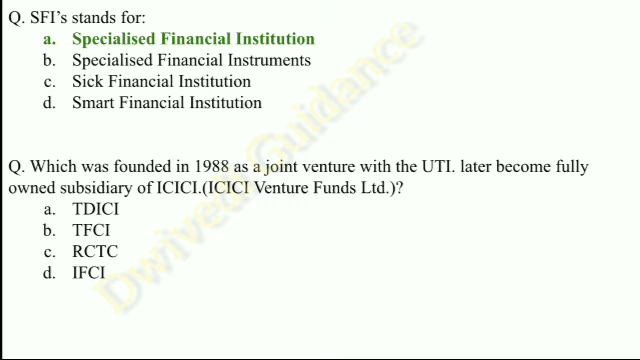 Q. SFI’s stands for:
a. Specialised Financial Institution
b. Specialised Financial Instruments
c. Sick Financial Institution
d. Smart Financial Institution
Q. Which was founded in 1988 as a joint venture with the UTI. later become fully
owned subsidiary of ICICI.(ICICI Venture Funds Ltd.)?
a. TDICI
b. TFCI
c. RCTC
d. IFCI
Dwivedi Guidance